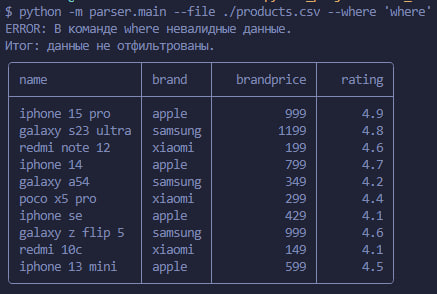 $ python -m parser.main --file ./products.csv --where 'where'
ERROR: В команде where невалидные данные.
Итог: данные не отфильтрованы.
name brand brandprice rating
iphone 15 pro apple 999 4.9
galaxy s23 ultra samsung 1199 4.8
redmi note 12 xiaomi 199 4.6
iphone 14 apple 799 4.7
galaxy a54 samsung 349 4.2
poco x5 pro xiaomi 299 4.4
iphone se apple 429 4.1
galaxy z flip 5 samsung 999 4.6
redmi 10c xiaomi 149 4.1
iphone 13 mini apple 599 4.5